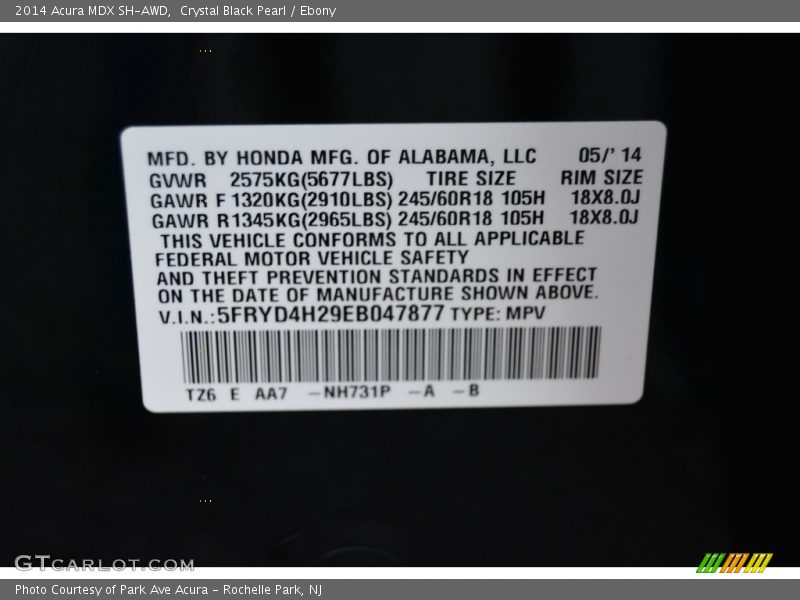 2014 Acura MDX SH-AWD, Crystal Black Pearl / Ebony
MFD. BY HONDA MFG. OF ALABAMA, LLC 05/' 14
GVWR 2575KG(5677LBS) TIRE SIZE RIM SIZE
GAWR F 1320KG(2910LBS) 245/60R18 105H 18X8.0J
GAWR R 1345KG(2965LBS) 245/60R18 105H 18X8.0J
THIS VEHICLE CONFORMS TO ALL APPLICABLE
FEDERAL MOTOR VEHICLE SAFETY
AND THEFT PREVENTION STANDARDS IN EFFECT
ON THE DATE OF MANUFACTURE SHOWN ABOVE.
V.I.N.: 5FRYD4H29EB047877 TYPE: MPV
TZ6 E AA7 -NH731P -A -B
GTCARLOT.COM
Photo Courtesy of Park Ave Acura - Rochelle Park, NJ